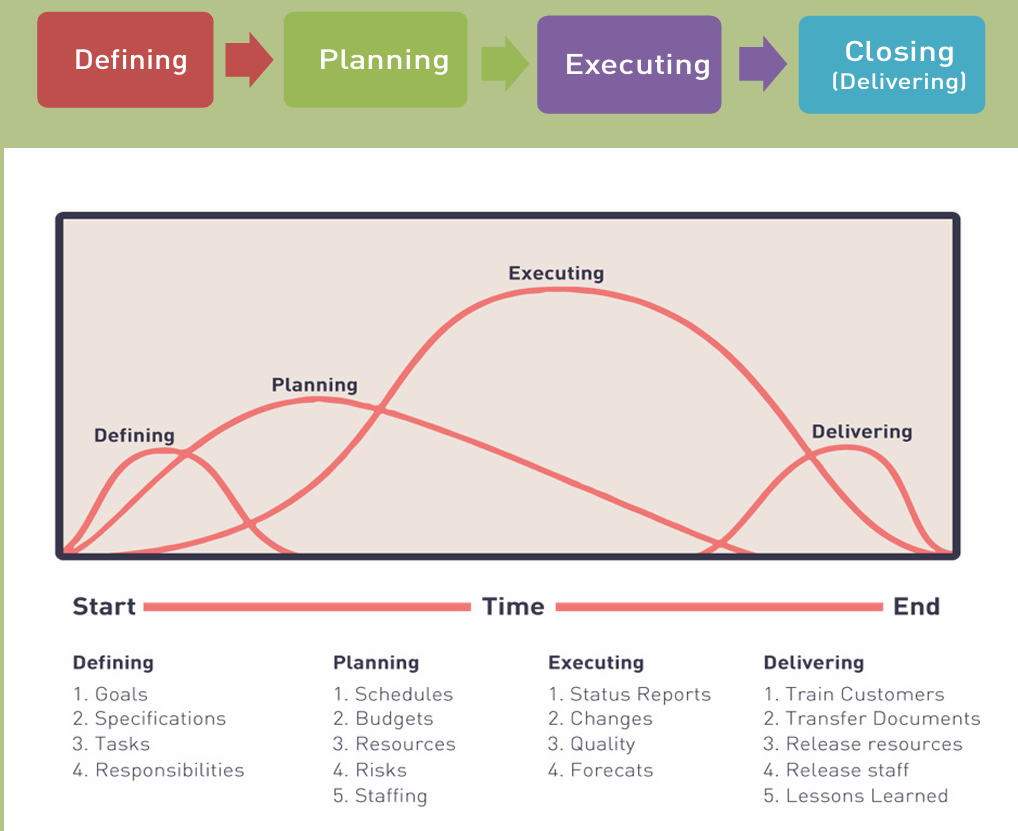 Defining
Planning
Executing
Closing
(Delivering)
Executing
Planning
Defining
Delivering
Start
Time
End
Defining
1. Goals
2. Specifications
3. Tasks
4. Responsibilities
Planning
1. Schedules
2. Budgets
3. Resources
4. Risks
5. Staffing
Executing
1. Status Reports
2. Changes
3. Quality
4. Forecats
Delivering
1. Train Customers
2. Transfer Documents
3. Release resources
4. Release staff
5. Lessons Learned